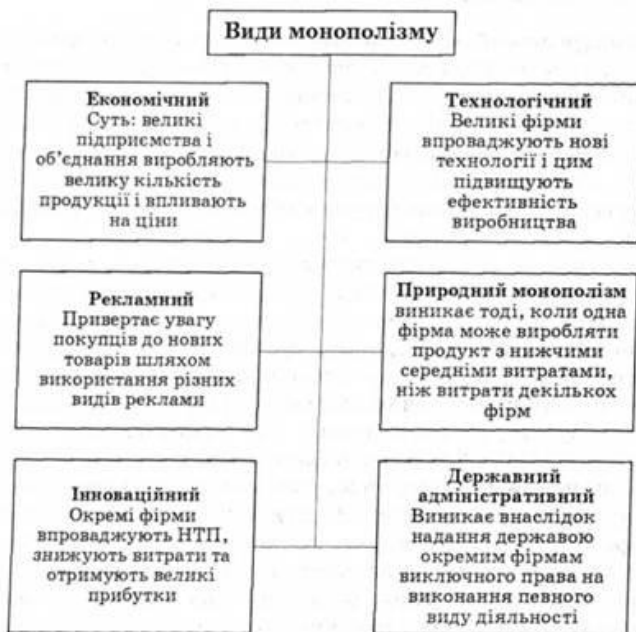 Види монополізму
Економічний
Суть: великі
підприємства і
об'єднання виробляють
велику кількість
продукції і впливають
на ціни
Технологічний
Великі фірми
впроваджують нові
технології і цим
підвищують
ефективність
виробництва
Рекламний
Привертає увагу
покупців до нових
товарів шляхом
використання різних
видів реклами
Природний монополізм
виникає тоді, коли одна
фірма може виробляти
продукт з нижчими
середніми витратами,
ніж витрати декількох
фірм
Інноваційний
Окремі фірми
впроваджують НТП,
знижують витрати та
отримують великі
прибутки
Державний
адміністративний
Виникає внаслідок
надання державою
окремим фірмам
виключного права на
виконання певного
виду діяльності